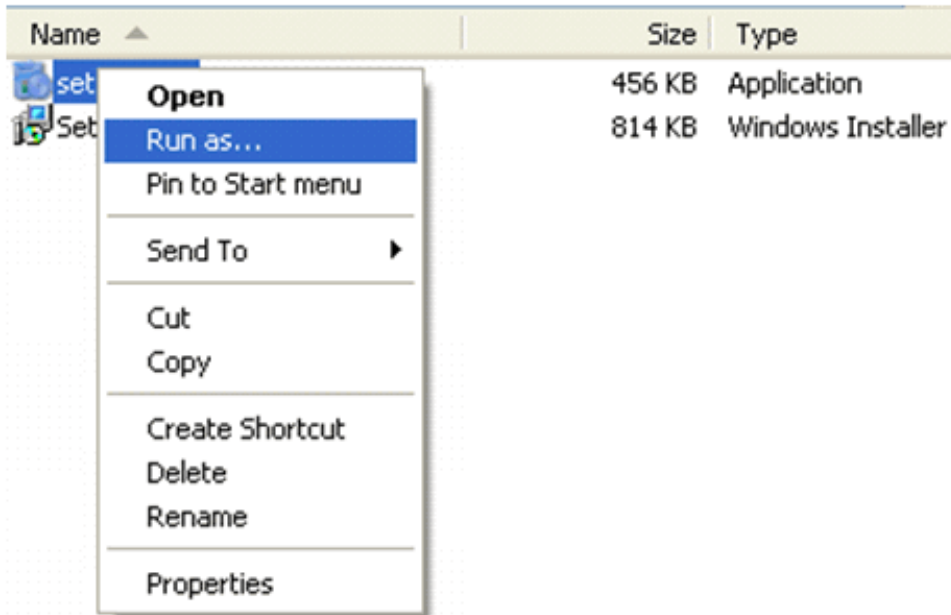 Name Size Type
set 456 KB Application
Set 814 KB Windows Installer
Open
Run as...
Pin to Start menu
Send To
Cut
Copy
Create Shortcut
Delete
Rename
Properties